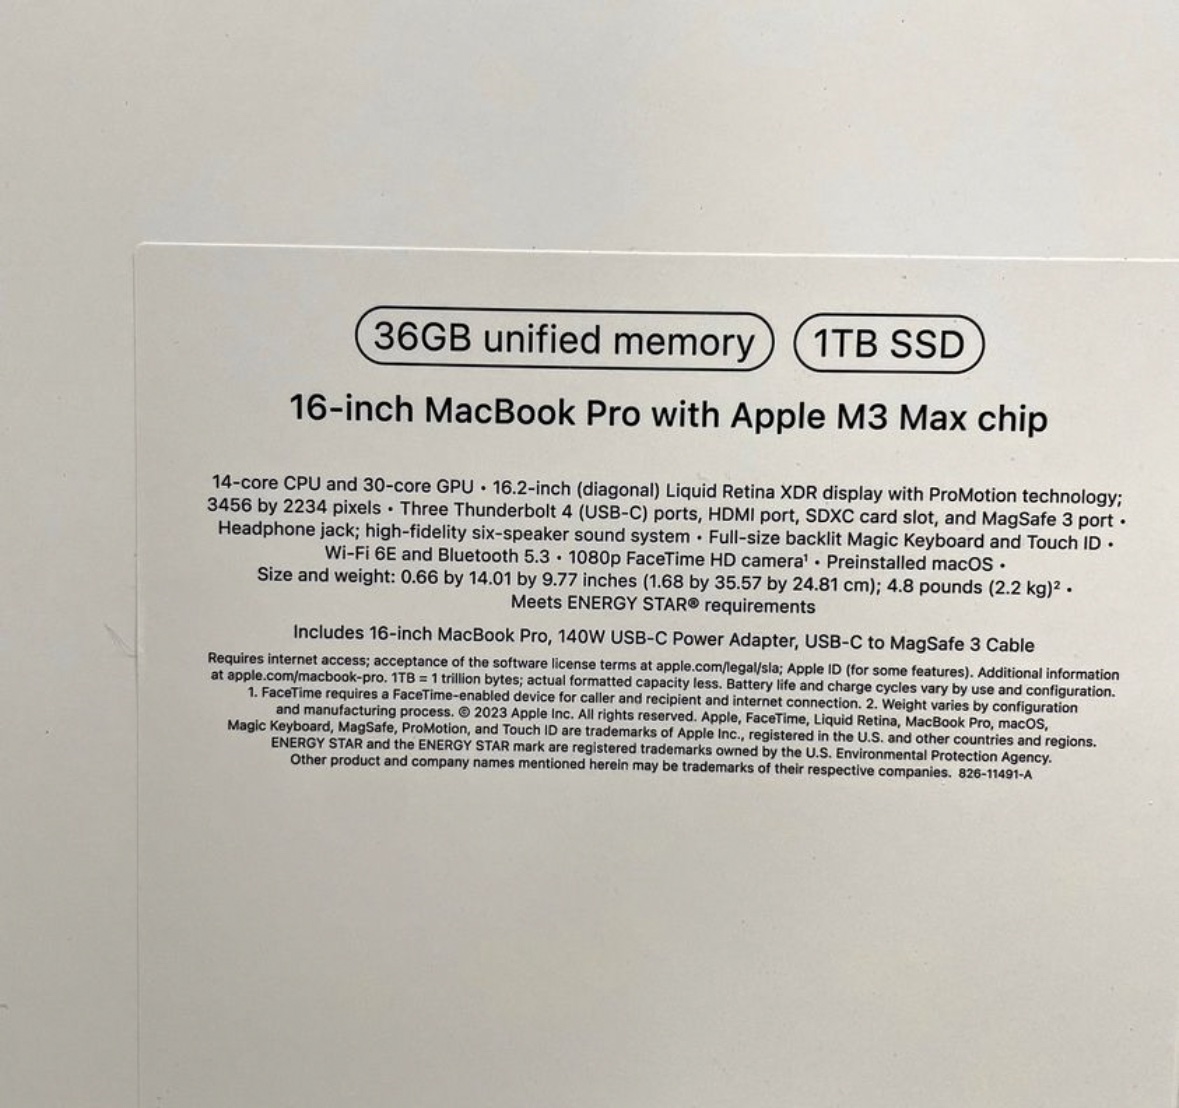 36GB unified memory 1TB SSD
16-inch MacBook Pro with Apple M3 Max chip
14-core CPU and 30-core GPU • 16.2-inch (diagonal) Liquid Retina XDR display with ProMotion technology;
3456 by 2234 pixels • Three Thunderbolt 4 (USB-C) ports, HDMI port, SDXC card slot, and MagSafe 3 port •
Headphone jack; high-fidelity six-speaker sound system • Full-size backlit Magic Keyboard and Touch ID •
Wi-Fi 6E and Bluetooth 5.3 • 1080p FaceTime HD camera¹ • Preinstalled macOS •
Size and weight: 0.66 by 14.01 by 9.77 inches (1.68 by 35.57 by 24.81 cm); 4.8 pounds (2.2 kg)² •
Meets ENERGY STAR® requirements
Includes 16-inch MacBook Pro, 140W USB-C Power Adapter, USB-C to MagSafe 3 Cable
Requires internet access; acceptance of the software license terms at apple.com/legal/sla; Apple ID (for some features). Additional information
at apple.com/macbook-pro. 1TB = 1 trillion bytes; actual formatted capacity less. Battery life and charge cycles vary by use and configuration.
1. FaceTime requires a FaceTime-enabled device for caller and recipient and internet connection. 2. Weight varies by configuration
and manufacturing process. © 2023 Apple Inc. All rights reserved. Apple, FaceTime, Liquid Retina, MacBook Pro, macOS,
Magic Keyboard, MagSafe, ProMotion, and Touch ID are trademarks of Apple Inc., registered in the U.S. and other countries and regions.
ENERGY STAR and the ENERGY STAR mark are registered trademarks owned by the U.S. Environmental Protection Agency.
Other product and company names mentioned herein may be trademarks of their respective companies. 826-11491-A